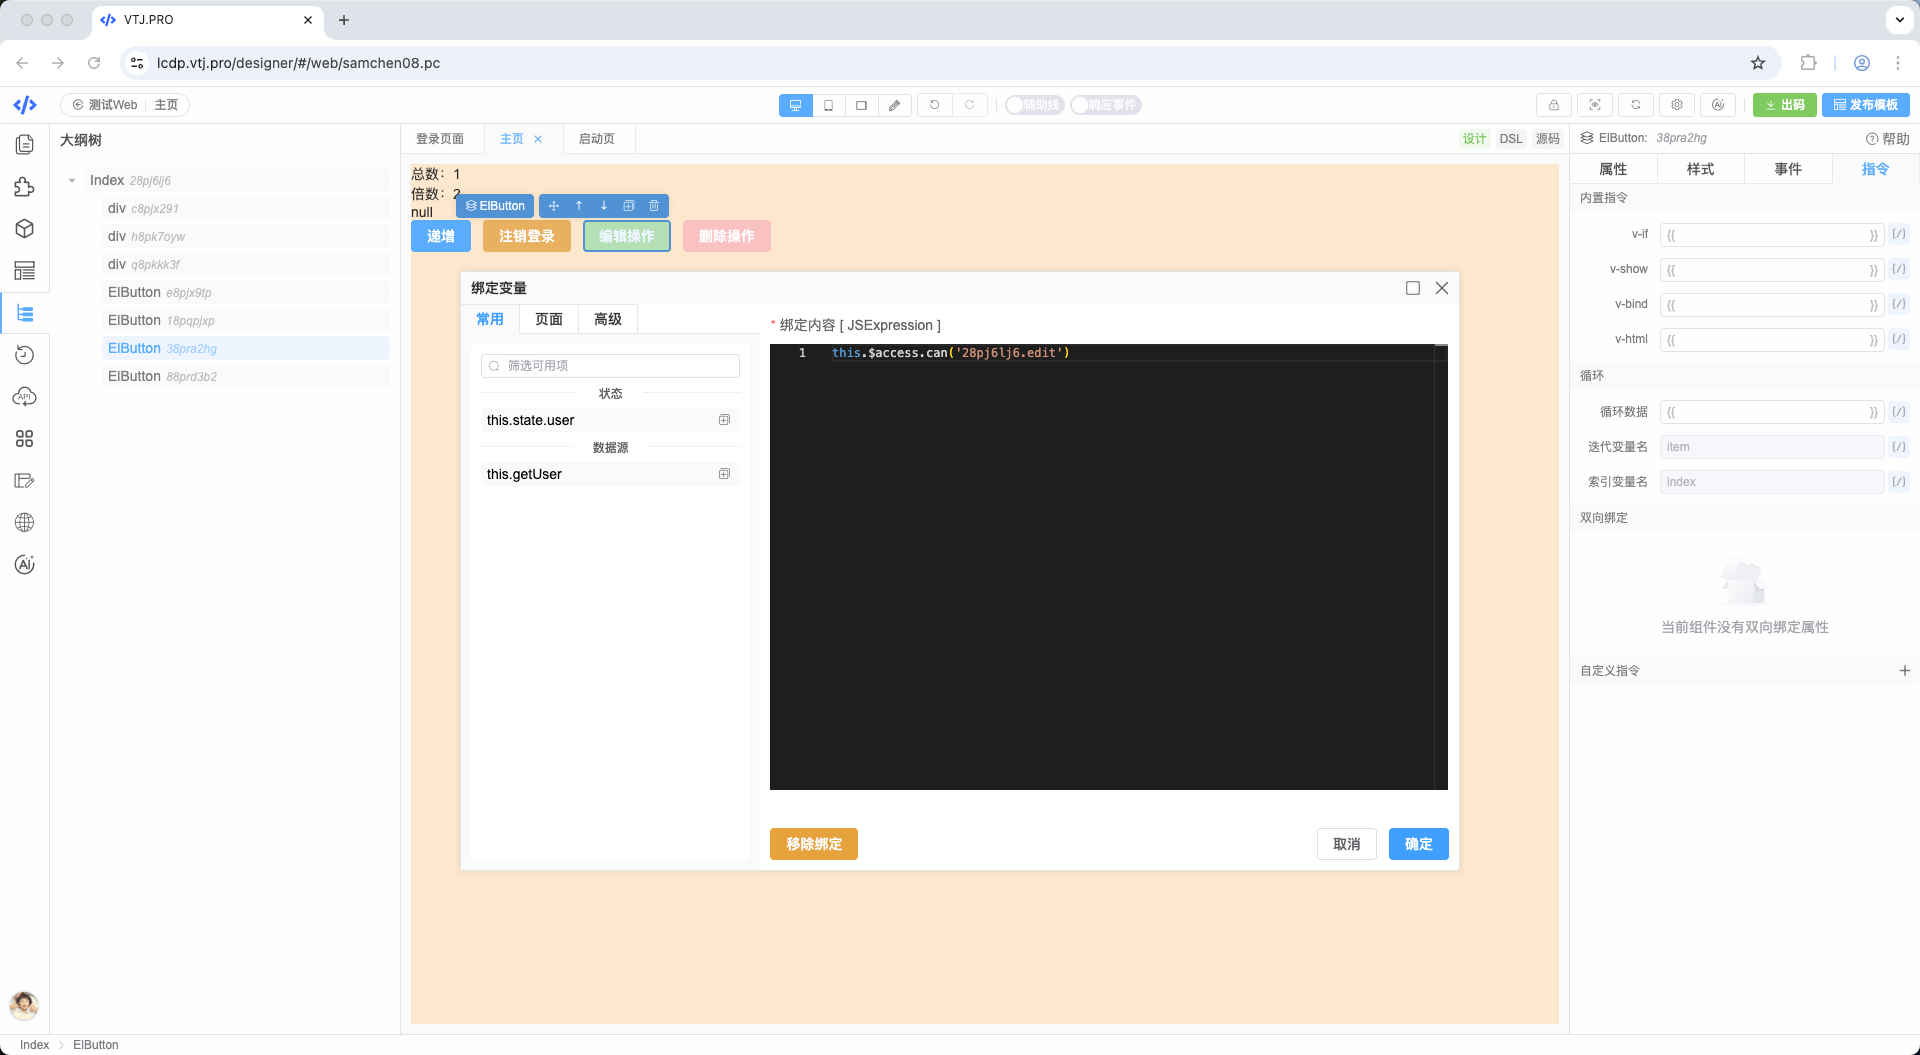 VTJ.PRO
lcdp.vtj.pro/designer/#/web/samchen08.pc
测试Web 主页
辅助线 响应事件
出码 发布模板
大纲树
Index 28pj6lj6
div c8pjx291
div h8pk7oyw
div q8pkkk3f
ElButton e8pjx9tp
ElButton 18pqpjxp
ElButton 38pra2hg
ElButton 88prd3b2
API
AI
登录页面 主页 启动页
设计 DSL 源码
总数：1
倍数：2
null
ElButton
递增 注销登录 编辑操作 删除操作
绑定变量
常用 页面 高级
筛选可用项
状态
this.state.user
数据源
this.getUser
* 绑定内容 [ JSExpression ]
1 this.$access.can('28pj6lj6.edit')
移除绑定 取消 确定
ElButton: 38pra2hg 帮助
属性 样式 事件 指令
内置指令
v-if {{ }} {/}
v-show {{ }} {/}
v-bind {{ }} {/}
v-html {{ }} {/}
循环
循环数据 {{ }} {/}
迭代变量名 item {/}
索引变量名 index {/}
双向绑定
当前组件没有双向绑定属性
自定义指令
Index > ElButton